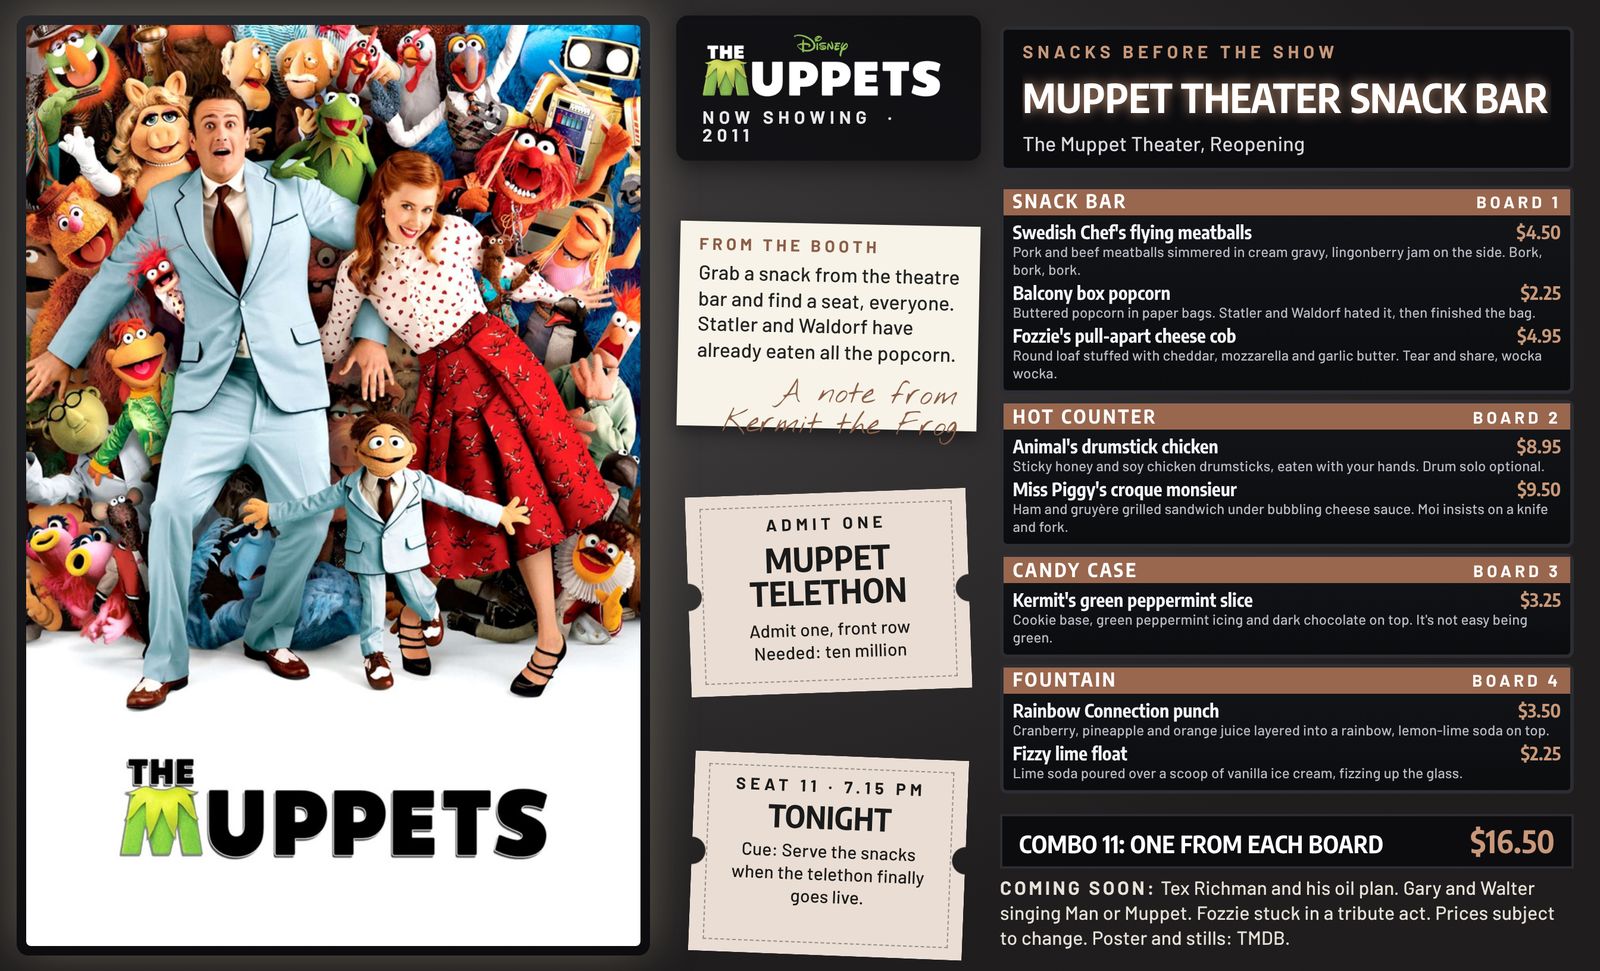 THE
MUPPETS
Disney
THE
MUPPETS
NOW SHOWING ·
2011
FROM THE BOOTH
Grab a snack from the theatre
bar and find a seat, everyone.
Statler and Waldorf have
already eaten all the popcorn.
A note from
Kermit the Frog
ADMIT ONE
MUPPET
TELETHON
Admit one, front row
Needed: ten million
SEAT 11 · 7.15 PM
TONIGHT
Cue: Serve the snacks
when the telethon finally
goes live.
SNACKS BEFORE THE SHOW
MUPPET THEATER SNACK BAR
The Muppet Theater, Reopening
SNACK BAR BOARD 1
Swedish Chef's flying meatballs $4.50
Pork and beef meatballs simmered in cream gravy, lingonberry jam on the side. Bork,
bork, bork.
Balcony box popcorn $2.25
Buttered popcorn in paper bags. Statler and Waldorf hated it, then finished the bag.
Fozzie's pull-apart cheese cob $4.95
Round loaf stuffed with cheddar, mozzarella and garlic butter. Tear and share, wocka
wocka.
HOT COUNTER BOARD 2
Animal's drumstick chicken $8.95
Sticky honey and soy chicken drumsticks, eaten with your hands. Drum solo optional.
Miss Piggy's croque monsieur $9.50
Ham and gruyère grilled sandwich under bubbling cheese sauce. Moi insists on a knife
and fork.
CANDY CASE BOARD 3
Kermit's green peppermint slice $3.25
Cookie base, green peppermint icing and dark chocolate on top. It's not easy being
green.
FOUNTAIN BOARD 4
Rainbow Connection punch $3.50
Cranberry, pineapple and orange juice layered into a rainbow, lemon-lime soda on top.
Fizzy lime float $2.25
Lime soda poured over a scoop of vanilla ice cream, fizzing up the glass.
COMBO 11: ONE FROM EACH BOARD $16.50
COMING SOON: Tex Richman and his oil plan. Gary and Walter
singing Man or Muppet. Fozzie stuck in a tribute act. Prices subject
to change. Poster and stills: TMDB.